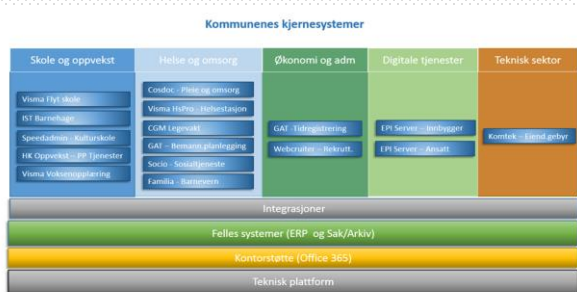 Kommunenes kjernesystemer
Skole og oppvekst
Helse og omsorg
Økonomi og adm
Digitale tjenester
Teknisk sektor
Visma Flyt skole
IST Barnehage
Speedadmin - Kulturskole
HK Oppvekst – PP Tjenester
Visma Voksenopplæring
Cosdoc - Pleie og omsorg
Visma HsPro - Helsestasjon
CGM Legevakt
GAT – Bemann.planlegging
Socio - Sosialtjeneste
Familia - Barnevern
GAT -Tidregistrering
Webcruiter – Rekrutt.
EPI Server – Innbygger
EPI Server – Ansatt
Komtek – Eiend.gebyr
Integrasjoner
Felles systemer (ERP og Sak/Arkiv)
Kontorstøtte (Office 365)
Teknisk plattform